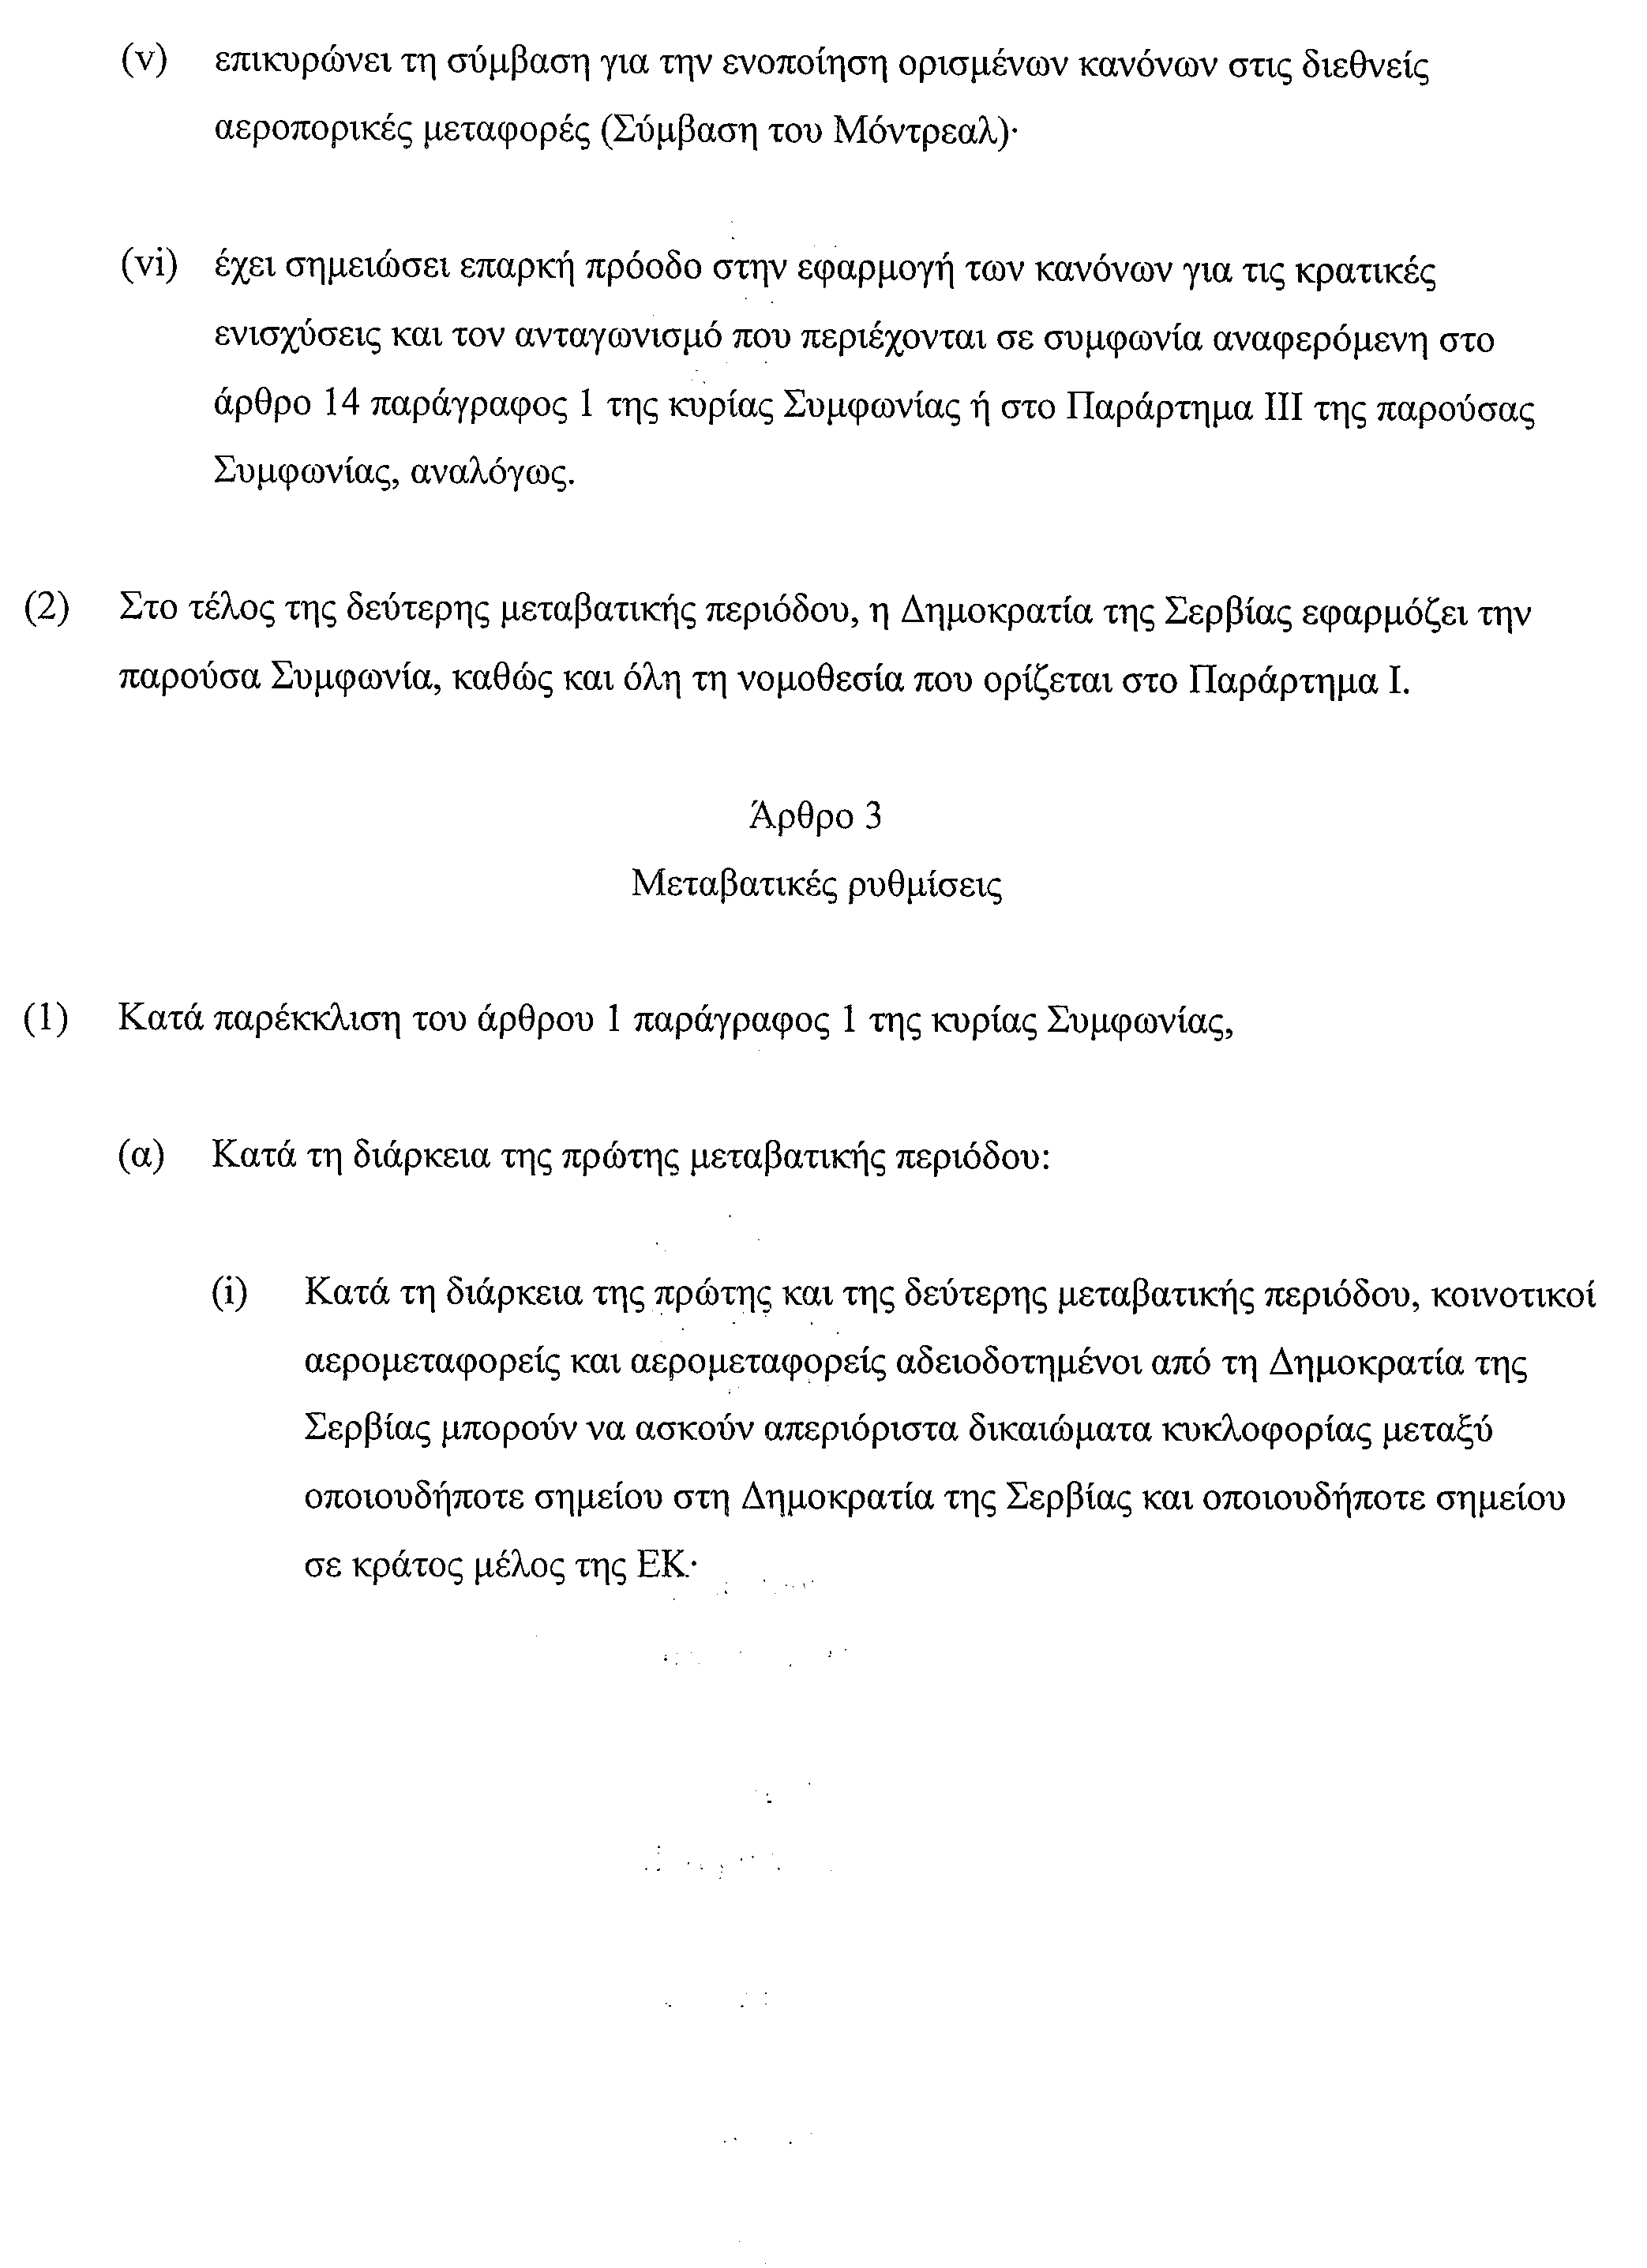 (v) επικυρώνει τη σύμβαση για την ενοποίηση ορισμένων κανόνων στις διεθνείς
αεροπορικές μεταφορές (Σύμβαση του Μόντρεαλ)·
(vi) έχει σημειώσει επαρκή πρόοδο στην εφαρμογή των κανόνων για τις κρατικές
ενισχύσεις και τον ανταγωνισμό που περιέχονται σε συμφωνία αναφερόμενη στο
άρθρο 14 παράγραφος 1 της κυρίας Συμφωνίας ή στο Παράρτημα III της παρούσας
Συμφωνίας, αναλόγως.
(2) Στο τέλος της δεύτερης μεταβατικής περιόδου, η Δημοκρατία της Σερβίας εφαρμόζει την
παρούσα Συμφωνία, καθώς και όλη τη νομοθεσία που ορίζεται στο Παράρτημα I.
Άρθρο 3
Μεταβατικές ρυθμίσεις
(1) Κατά παρέκκλιση του άρθρου 1 παράγραφος 1 της κυρίας Συμφωνίας,
(α) Κατά τη διάρκεια της πρώτης μεταβατικής περιόδου:
(i) Κατά τη διάρκεια της πρώτης και της δεύτερης μεταβατικής περιόδου, κοινοτικοί
αερομεταφορείς και αερομεταφορείς αδειοδοτημένοι από τη Δημοκρατία της
Σερβίας μπορούν να ασκούν απεριόριστα δικαιώματα κυκλοφορίας μεταξύ
οποιουδήποτε σημείου στη Δημοκρατία της Σερβίας και οποιουδήποτε σημείου
σε κράτος μέλος της ΕΚ·